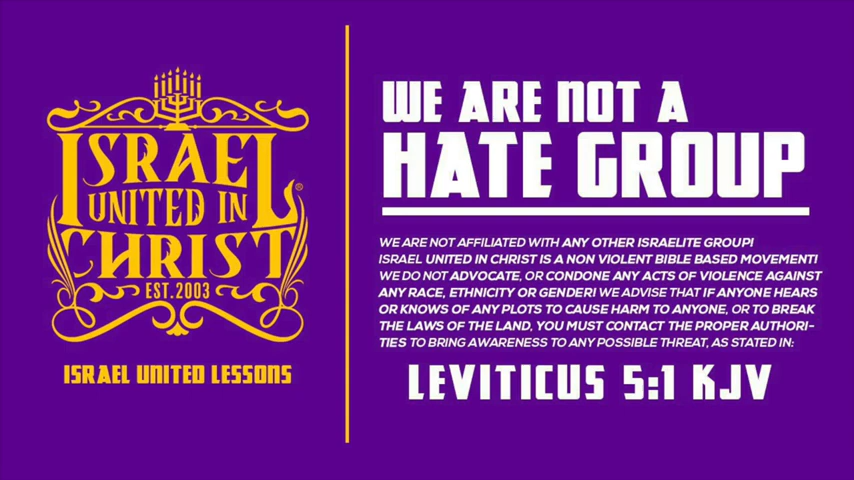 ISRAEL
UNITED IN
CHRIST
EST. 2003
®
ISRAEL UNITED LESSONS
WE ARE NOT A
HATE GROUP
WE ARE NOT AFFILIATED WITH ANY OTHER ISRAELITE GROUP!
ISRAEL UNITED IN CHRIST IS A NON VIOLENT BIBLE BASED MOVEMENT!
WE DO NOT ADVOCATE, OR CONDONE ANY ACTS OF VIOLENCE AGAINST
ANY RACE, ETHNICITY OR GENDER! WE ADVISE THAT IF ANYONE HEARS
OR KNOWS OF ANY PLOTS TO CAUSE HARM TO ANYONE, OR TO BREAK
THE LAWS OF THE LAND, YOU MUST CONTACT THE PROPER AUTHORI-
TIES TO BRING AWARENESS TO ANY POSSIBLE THREAT, AS STATED IN:
LEVITICUS 5:1 KJV